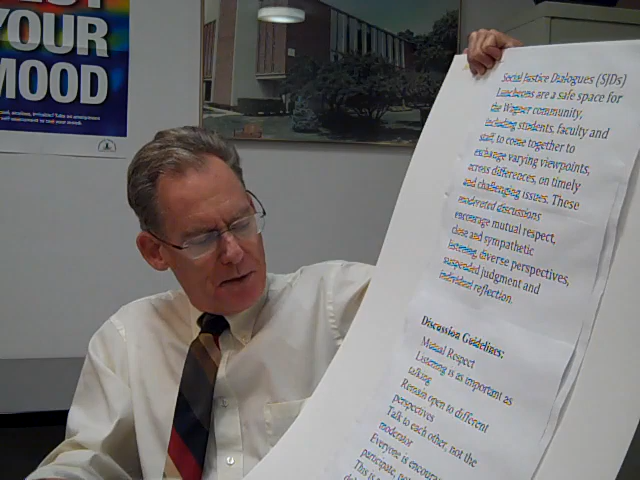 YOUR
MOOD
Social Justice Dialogues (SJDs)
Luncheons are a safe space for
the Wagner community,
including students, faculty and
staff, to come together to
exchange varying viewpoints,
across differences, on timely
and challenging issues. These
moderated discussions
encourage mutual respect,
close and sympathetic
listening, diverse perspectives,
suspended judgment and
individual reflection.
Discussion Guidelines:
Mutual Respect
Listening is as important as
talking
Remain open to different
perspectives
Talk to each other, not the
moderator
Everyone is
participate,
This is